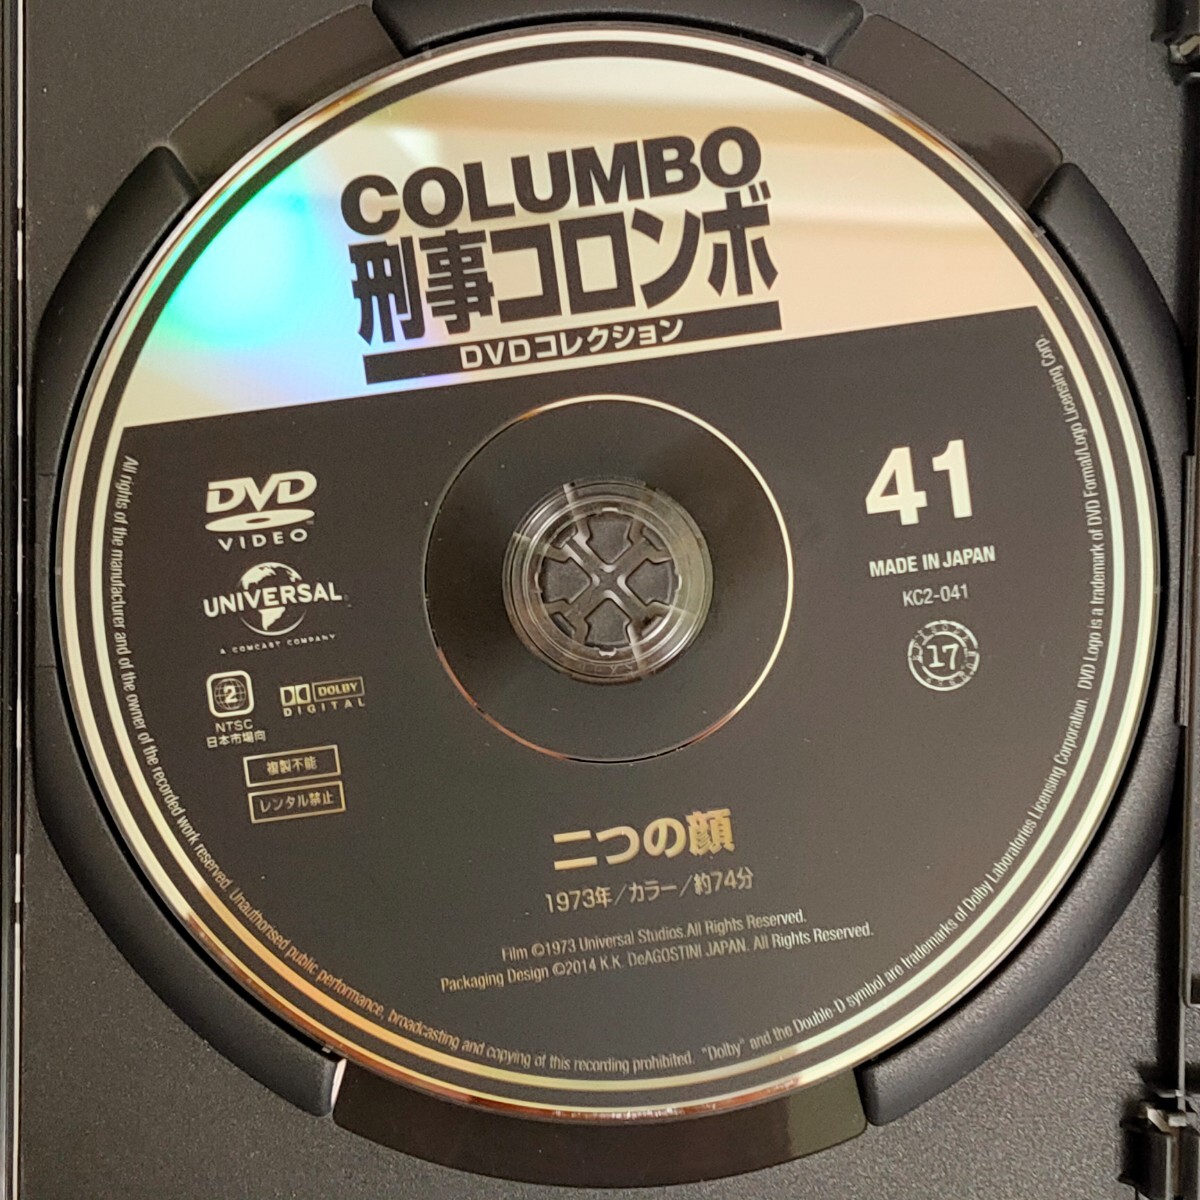 COLUMBO
刑事コロンボ
DVDコレクション
DVD
VIDEO
UNIVERSAL
A COMCAST COMPANY
2
NTSC
日本市場向
DOLBY
DIGITAL
複製不能
レンタル禁止
41
MADE IN JAPAN
KC2-041
17
二つの顔
1973年/カラー/約74分
Film ©1973 Universal Studios.All Rights Reserved.
Packaging Design ©2014 K.K. DeAGOSTINI JAPAN. All Rights Reserved.
All rights of the manufacturer and of the owner of the recorded work reserved. Unauthorised public performance, broadcasting and copying of this recording prohibited. "Dolby" and the Double-D symbol are trademarks of Dolby Laboratories Licensing Corporation. DVD Logo is a trademark of DVD Format/Logo Licensing Corp.